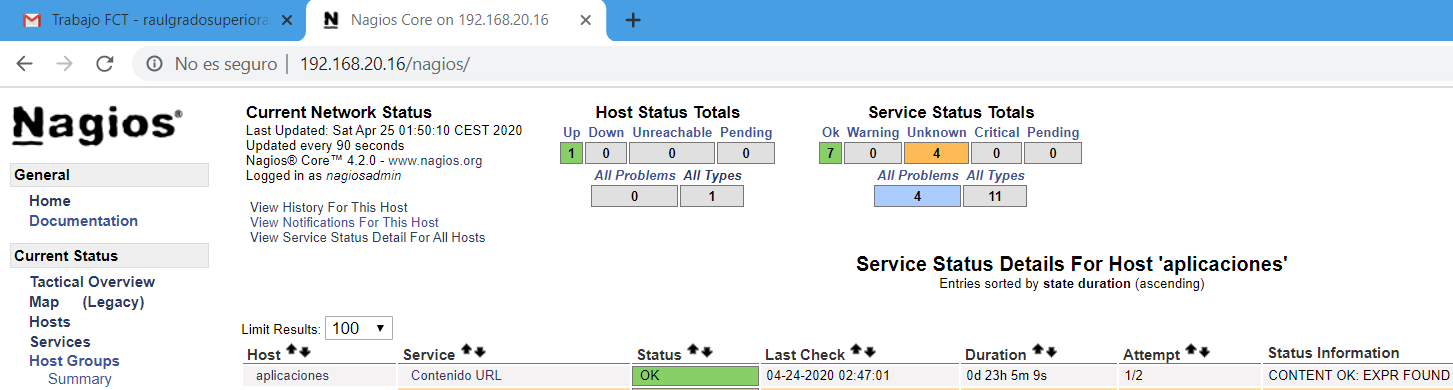 Trabajo FCT - raulgradosuperiora
Nagios Core on 192.168.20.16
No es seguro | 192.168.20.16/nagios/
Nagios®
General
Home
Documentation
Current Status
Tactical Overview
Map (Legacy)
Hosts
Services
Host Groups
Summary
Current Network Status
Last Updated: Sat Apr 25 01:50:10 CEST 2020
Updated every 90 seconds
Nagios® Core™ 4.2.0 - www.nagios.org
Logged in as nagiosadmin
View History For This Host
View Notifications For This Host
View Service Status Detail For All Hosts
Host Status Totals
Up Down Unreachable Pending
1 0 0 0
All Problems All Types
0 1
Service Status Totals
Ok Warning Unknown Critical Pending
7 0 4 0 0
All Problems All Types
4 11
Service Status Details For Host 'aplicaciones'
Entries sorted by state duration (ascending)
Limit Results: 100
Host Service Status Last Check Duration Attempt Status Information
aplicaciones Contenido URL OK 04-24-2020 02:47:01 0d 23h 5m 9s 1/2 CONTENT OK: EXPR FOUND